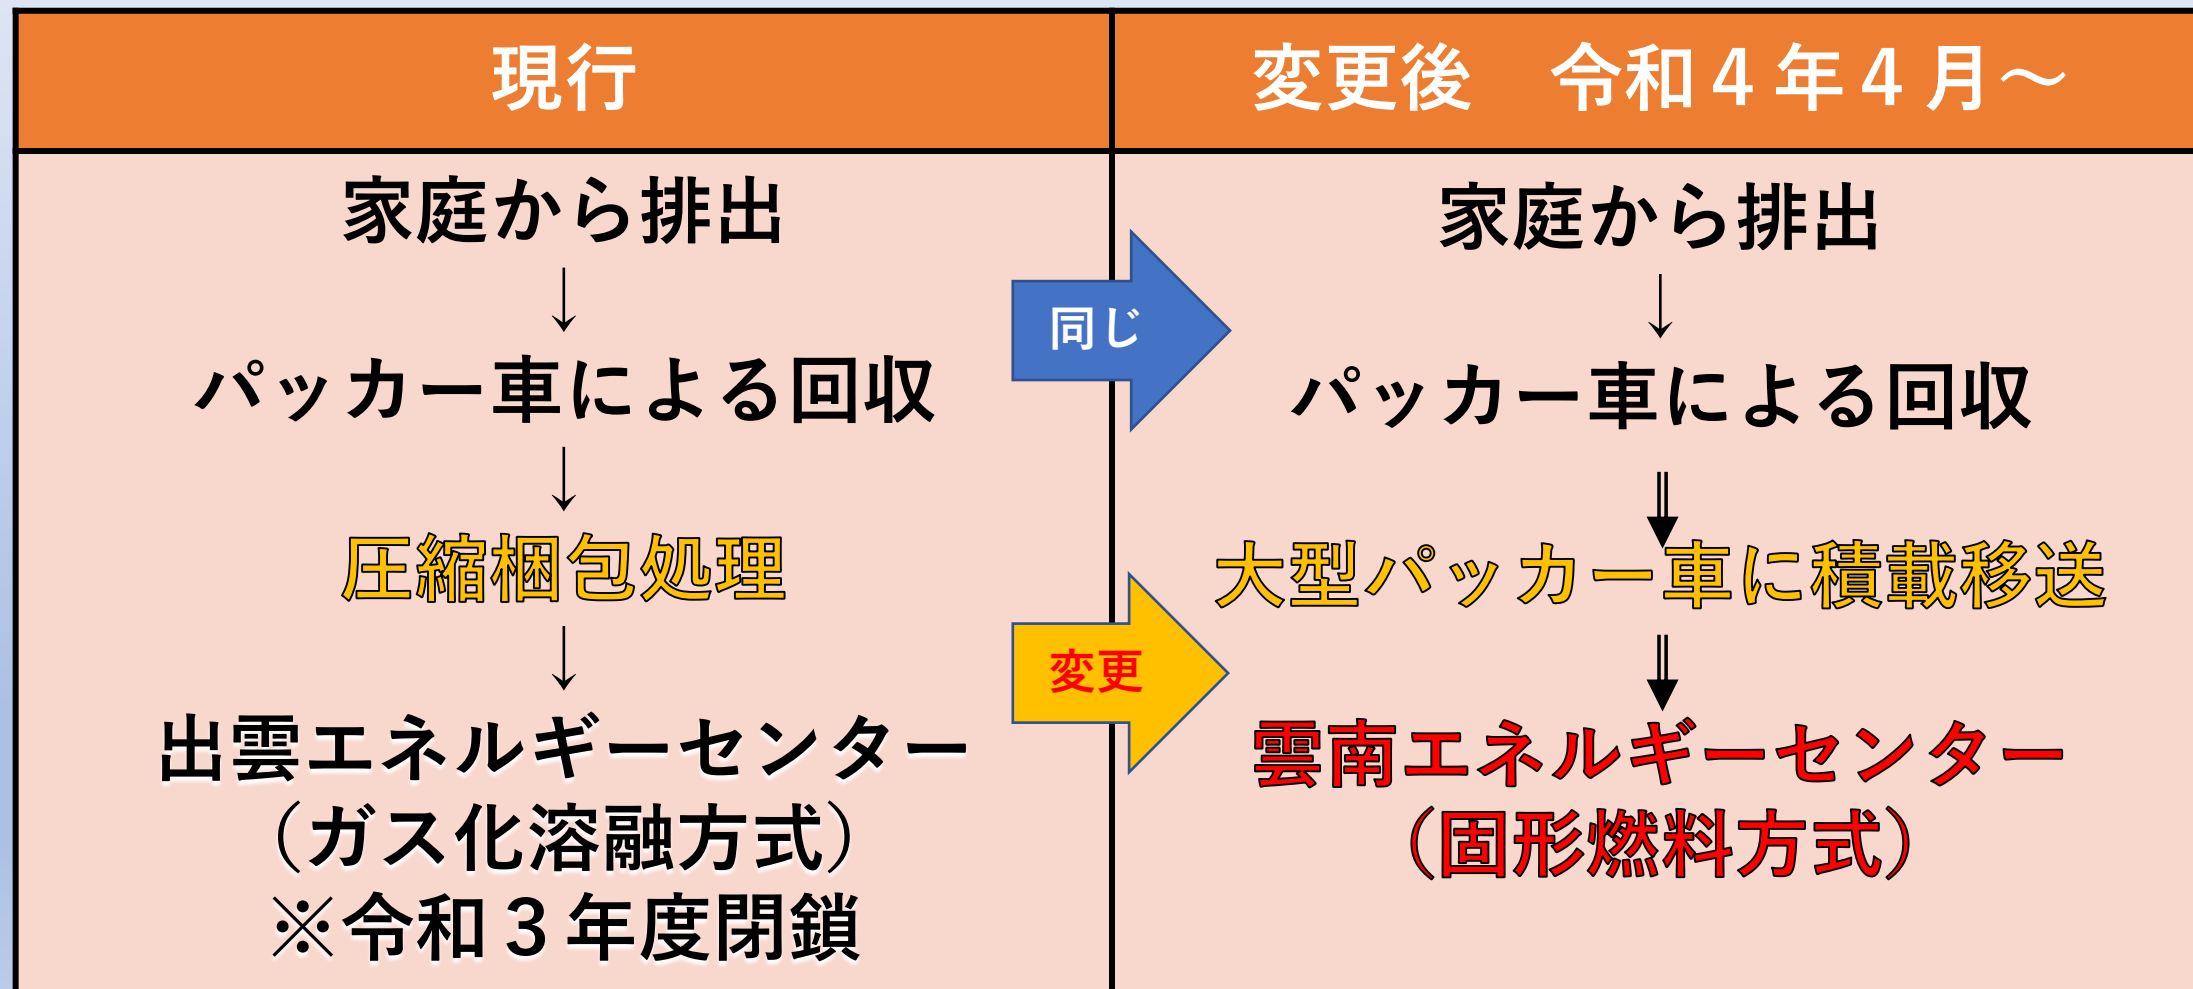 現行
変更後　令和４年４月～
家庭から排出
↓
パッカー車による回収
↓
圧縮梱包処理
↓
出雲エネルギーセンター
（ガス化溶融方式）
※令和３年度閉鎖
同じ
変更
家庭から排出
↓
パッカー車による回収
⇓
大型パッカー車に積載移送
⇓
雲南エネルギーセンター
（固形燃料方式）